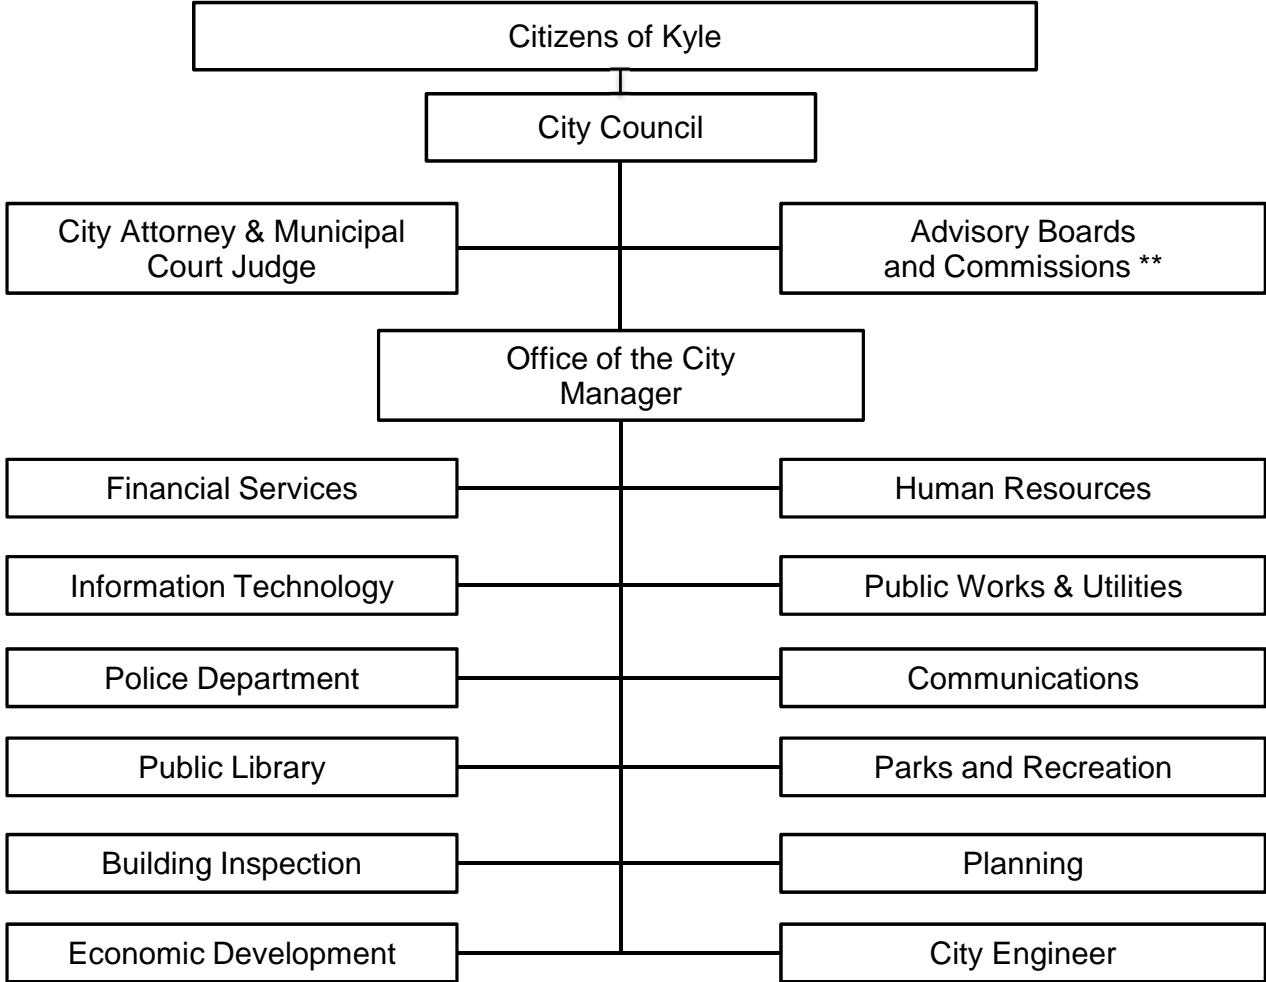 Citizens of Kyle
City Council
City Attorney & Municipal
Court Judge
Advisory Boards
and Commissions **
Office of the City
Manager
Financial Services
Human Resources
Information Technology
Public Works & Utilities
Police Department
Communications
Public Library
Parks and Recreation
Building Inspection
Planning
Economic Development
City Engineer